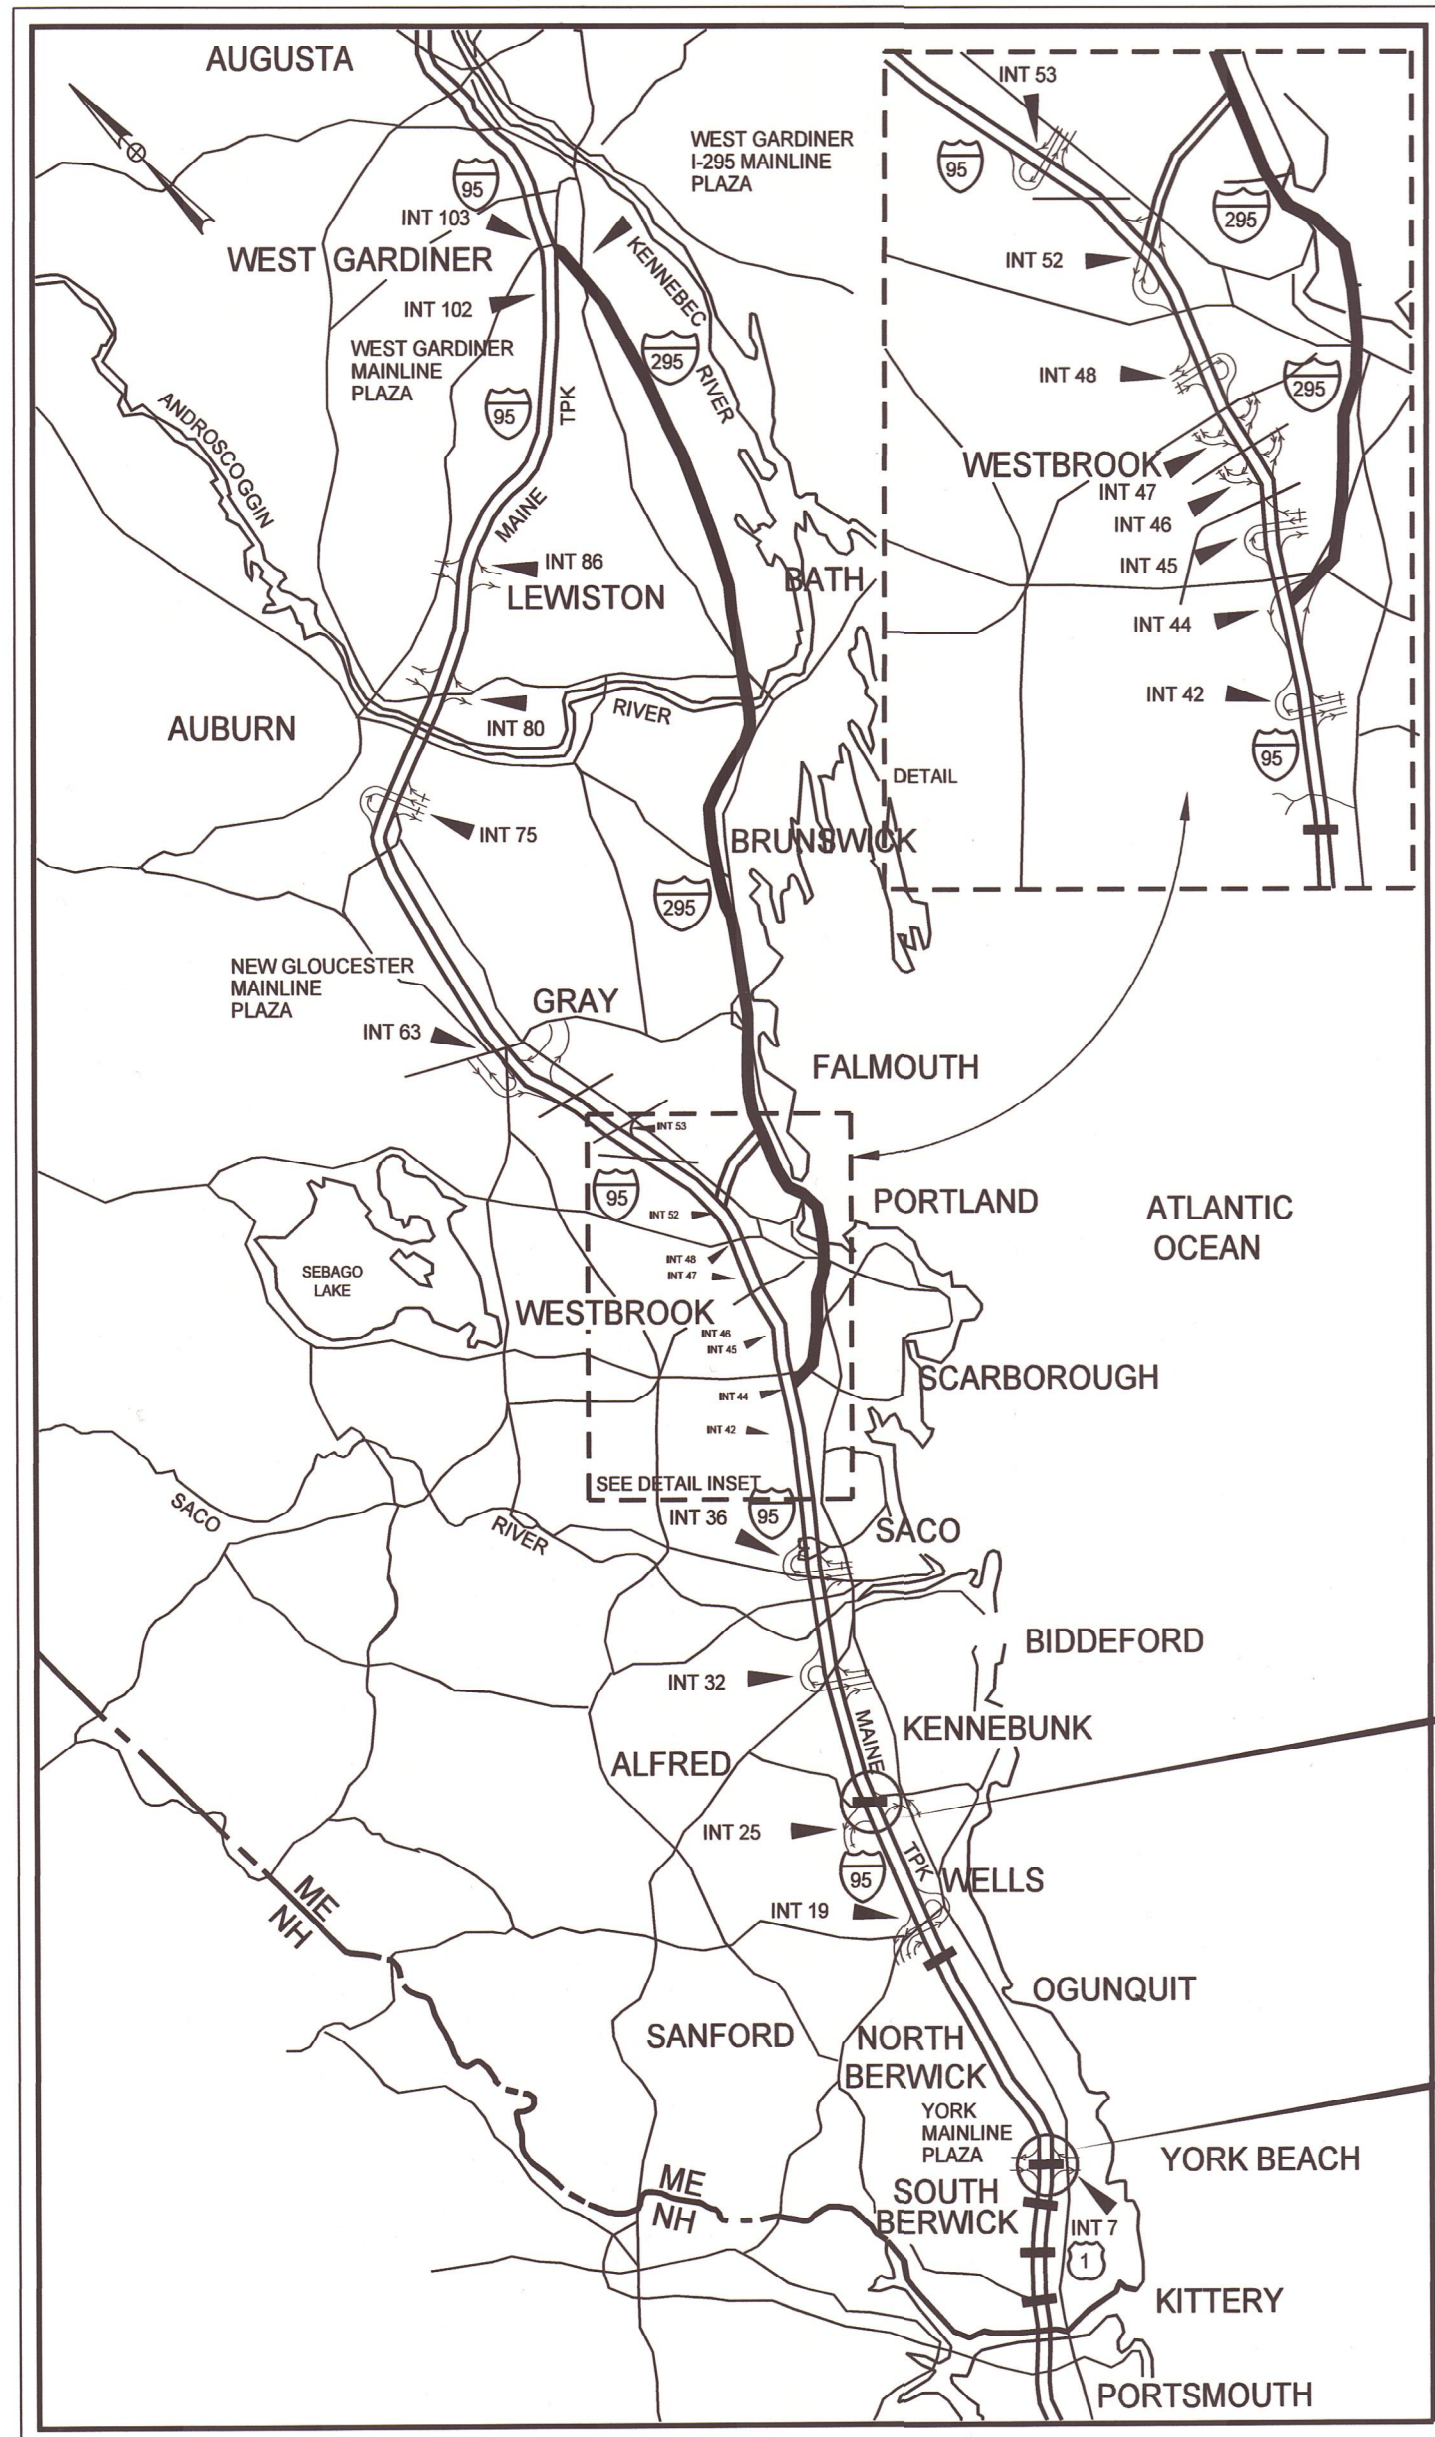 AUGUSTA
WEST GARDINER
I-295 MAINLINE
PLAZA
95
INT 103
WEST GARDINER
KENNEBEC
RIVER
INT 102
WEST GARDINER
MAINLINE
PLAZA
295
95
TPK
MAINE
ANDROSCOGGIN
INT 86
LEWISTON
BATH
AUBURN
INT 80
RIVER
INT 75
BRUNSWICK
295
NEW GLOUCESTER
MAINLINE
PLAZA
GRAY
INT 63
FALMOUTH
INT 53
95
INT 52
INT 48
INT 47
WESTBROOK
INT 46
INT 45
INT 44
INT 42
SEE DETAIL INSET
PORTLAND
ATLANTIC
OCEAN
SEBAGO
LAKE
SCARBOROUGH
SACO
RIVER
INT 36
95
SACO
BIDDEFORD
INT 32
MAINE
KENNEBUNK
ALFRED
INT 25
TPK
95
WELLS
INT 19
ME
NH
OGUNQUIT
SANFORD
NORTH
BERWICK
YORK
MAINLINE
PLAZA
YORK BEACH
ME
NH
SOUTH
BERWICK
INT 7
1
KITTERY
PORTSMOUTH
INT 53
95
295
INT 52
INT 48
295
WESTBROOK
INT 47
INT 46
INT 45
INT 44
INT 42
95
DETAIL